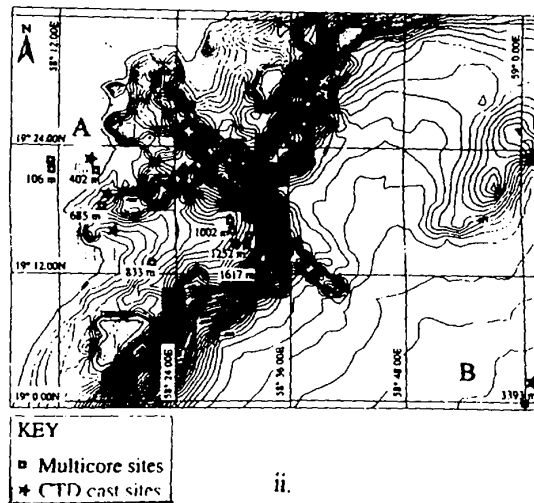 N
58° 12.00E
59° 0.00E
19° 24.00N
A
106 m
402 m
685 m
1002 m
1252 m
833 m
1617 m
19° 12.00N
58° 24.00E
58° 36.00E
58° 48.00E
B
3393 m
19° 0.00N
KEY
Multicore sites
CTD cast sites
ii.